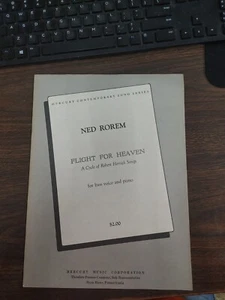 MERCURY CONTEMPORARY SONG SERIES
NED ROREM
FLIGHT FOR HEAVEN
A Cycle of Robert Herrick Songs
for bass voice and piano
$2.00
MERCURY MUSIC CORPORATION